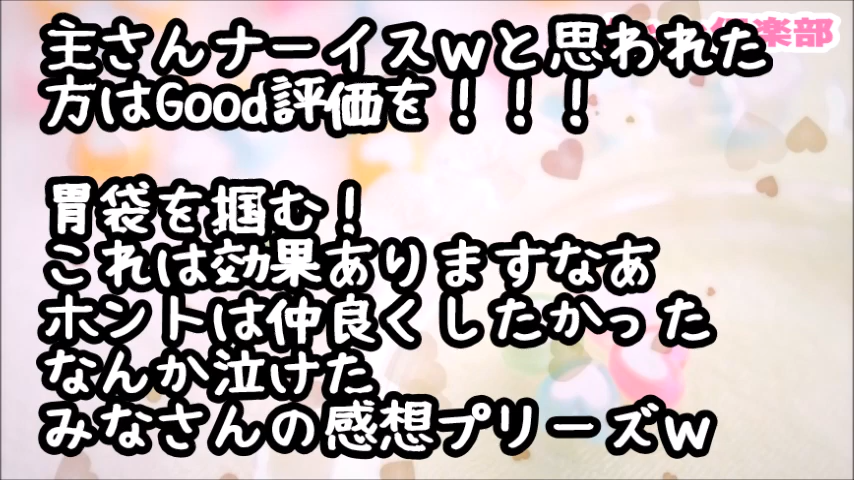 主さんナーイスｗと思われた
方はGood評価を！！！
胃袋を掴む！
これは効果ありますなあ
ホントは仲良くしたかった
なんか泣けた
みなさんの感想プリーズｗ
倶楽部